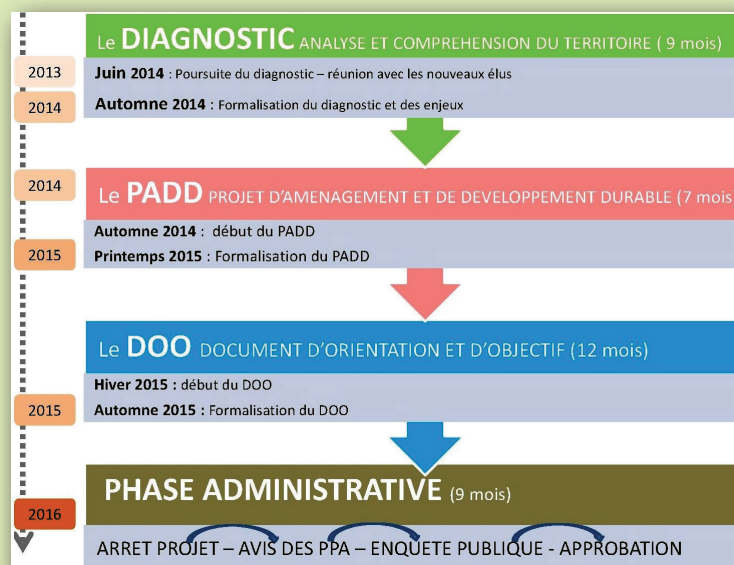 Le DIAGNOSTIC ANALYSE ET COMPREHENSION DU TERRITOIRE ( 9 mois)
2013
Juin 2014 : Poursuite du diagnostic – réunion avec les nouveaux élus
2014
Automne 2014 : Formalisation du diagnostic et des enjeux
2014
Le PADD PROJET D'AMENAGEMENT ET DE DEVELOPPEMENT DURABLE (7 mois
Automne 2014 : début du PADD
2015
Printemps 2015 : Formalisation du PADD
Le DOO DOCUMENT D'ORIENTATION ET D'OBJECTIF (12 mois)
Hiver 2015 : début du DOO
2015
Automne 2015 : Formalisation du DOO
PHASE ADMINISTRATIVE (9 mois)
2016
ARRET PROJET – AVIS DES PPA – ENQUETE PUBLIQUE - APPROBATION